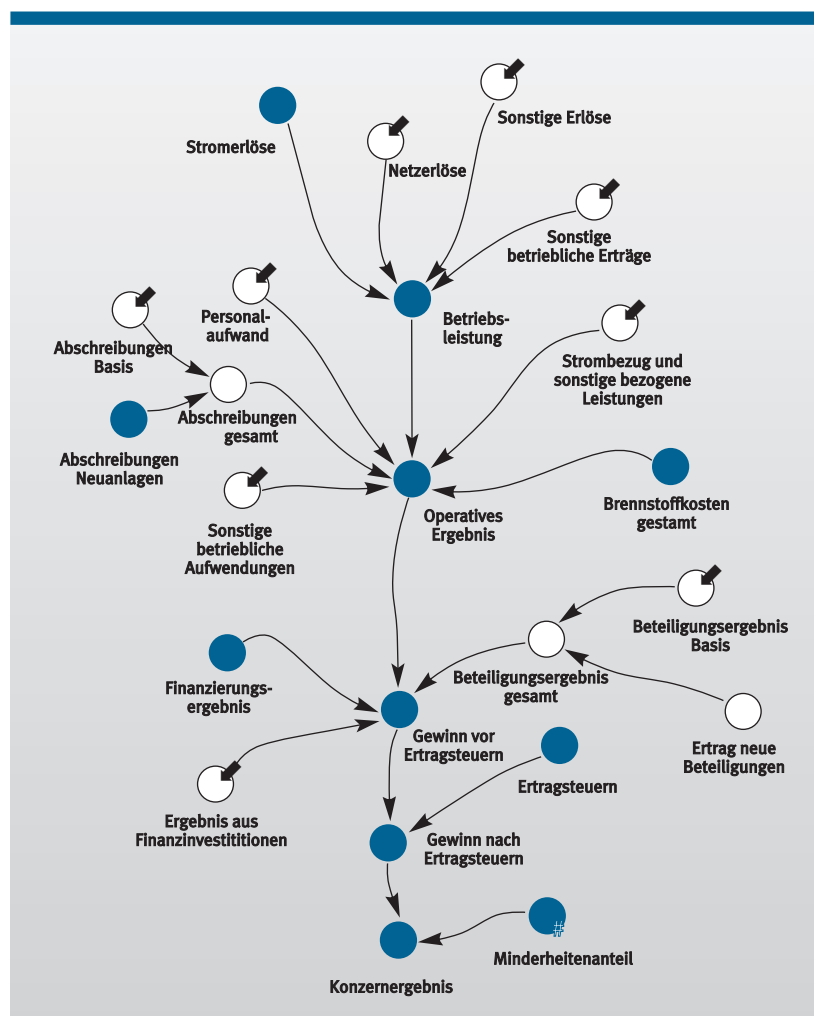 Sonstige Erlöse
Stromerlöse
Netzerlöse
Sonstige
betriebliche Erträge
Personal-
aufwand
Betriebs-
leistung
Abschreibungen
Basis
Strombezug und
sonstige bezogene
Leistungen
Abschreibungen
gesamt
Abschreibungen
Neuanlagen
Brennstoffkosten
gestamt
Operatives
Ergebnis
Sonstige
betriebliche
Aufwendungen
Beteiligungsergebnis
Basis
Beteiligungsergebnis
gesamt
Finanzierungs-
ergebnis
Gewinn vor
Ertragsteuern
Ertrag neue
Beteiligungen
Ertragsteuern
Ergebnis aus
Finanzinvestititionen
Gewinn nach
Ertragsteuern
#
Minderheitenanteil
Konzernergebnis